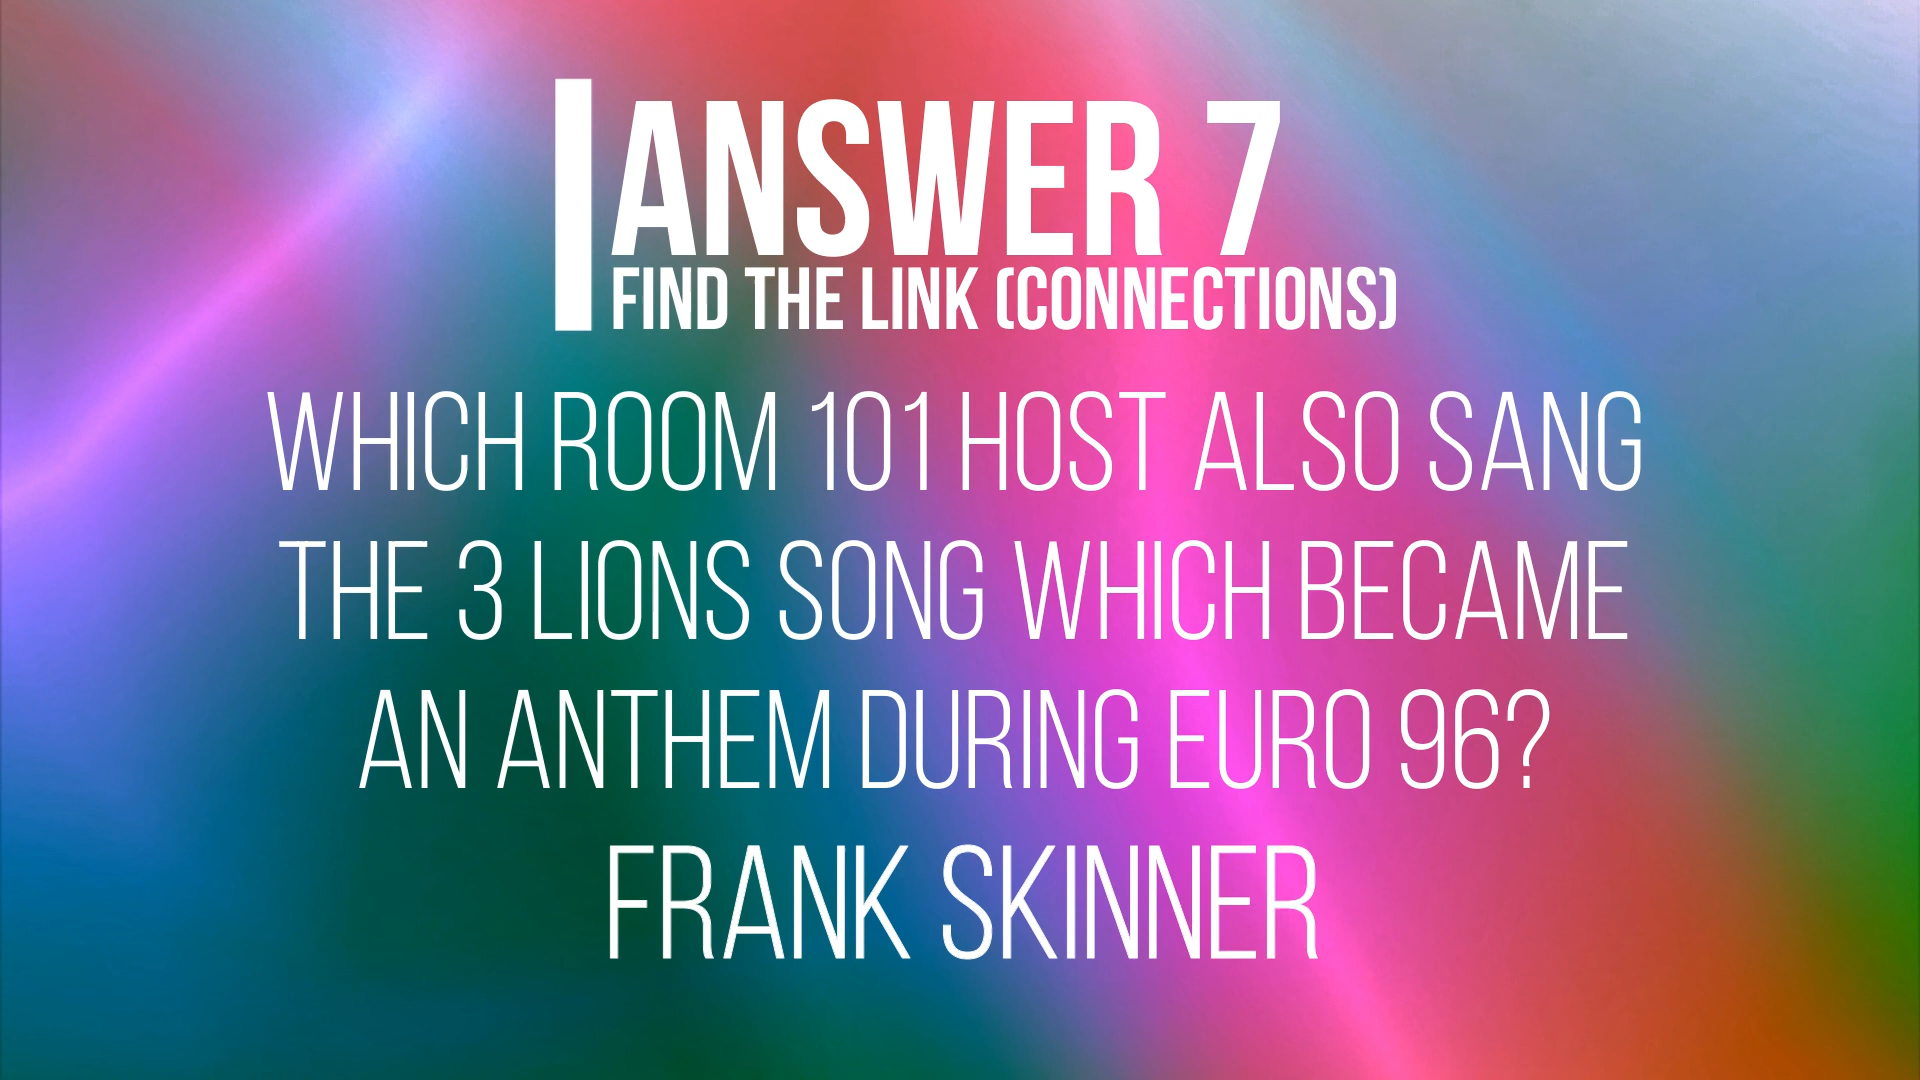 ANSWER 7
FIND THE LINK (CONNECTIONS)
WHICH ROOM 101 HOST ALSO SANG
THE 3 LIONS SONG WHICH BECAME
AN ANTHEM DURING EURO 96?
FRANK SKINNER